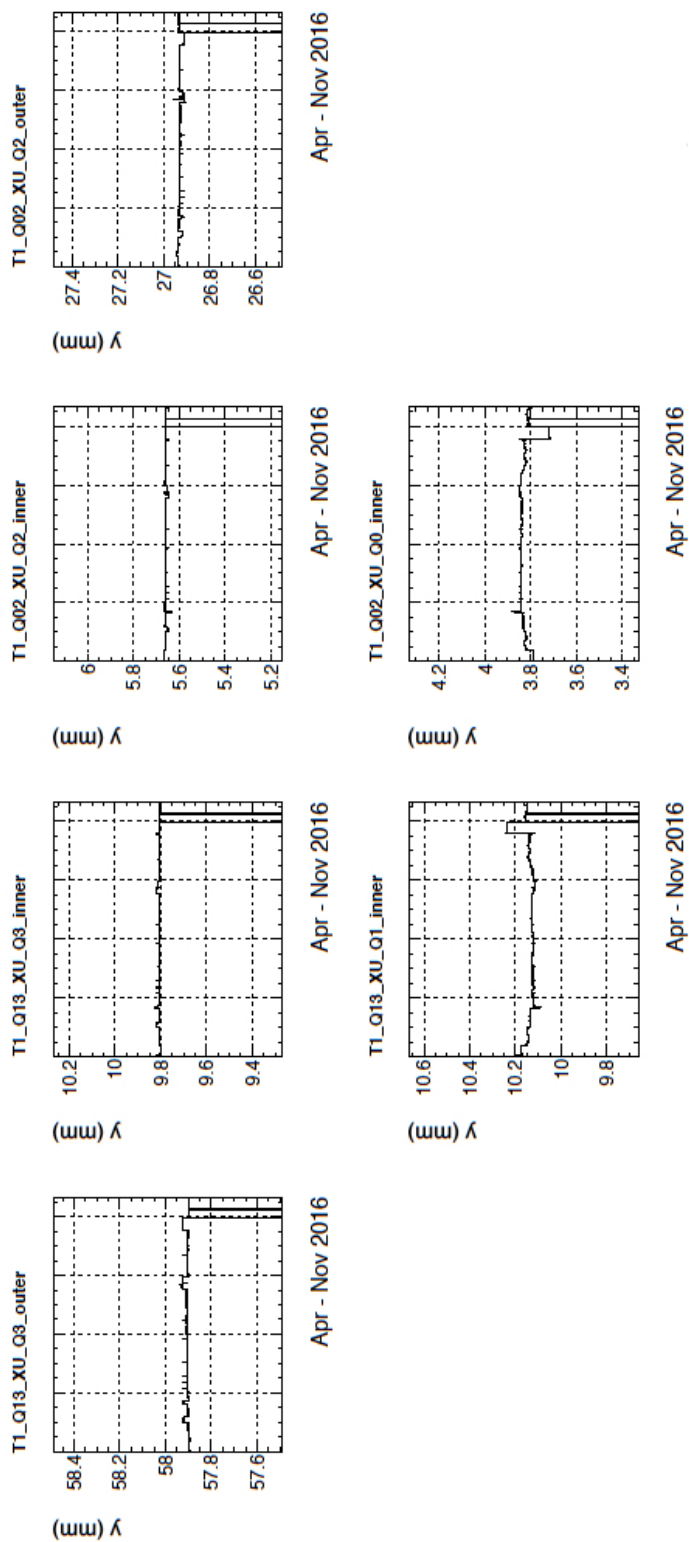 T1_Q13_XU_Q3_outer
y (mm)
58.4
58.2
58
57.8
57.6
Apr - Nov 2016
T1_Q13_XU_Q3_inner
y (mm)
10.2
10
9.8
9.6
9.4
Apr - Nov 2016
T1_Q02_XU_Q2_inner
y (mm)
6
5.8
5.6
5.4
5.2
Apr - Nov 2016
T1_Q02_XU_Q2_outer
y (mm)
27.4
27.2
27
26.8
26.6
Apr - Nov 2016
T1_Q13_XU_Q1_inner
y (mm)
10.6
10.4
10.2
10
9.8
Apr - Nov 2016
T1_Q02_XU_Q0_inner
y (mm)
4.2
4
3.8
3.6
3.4
Apr - Nov 2016